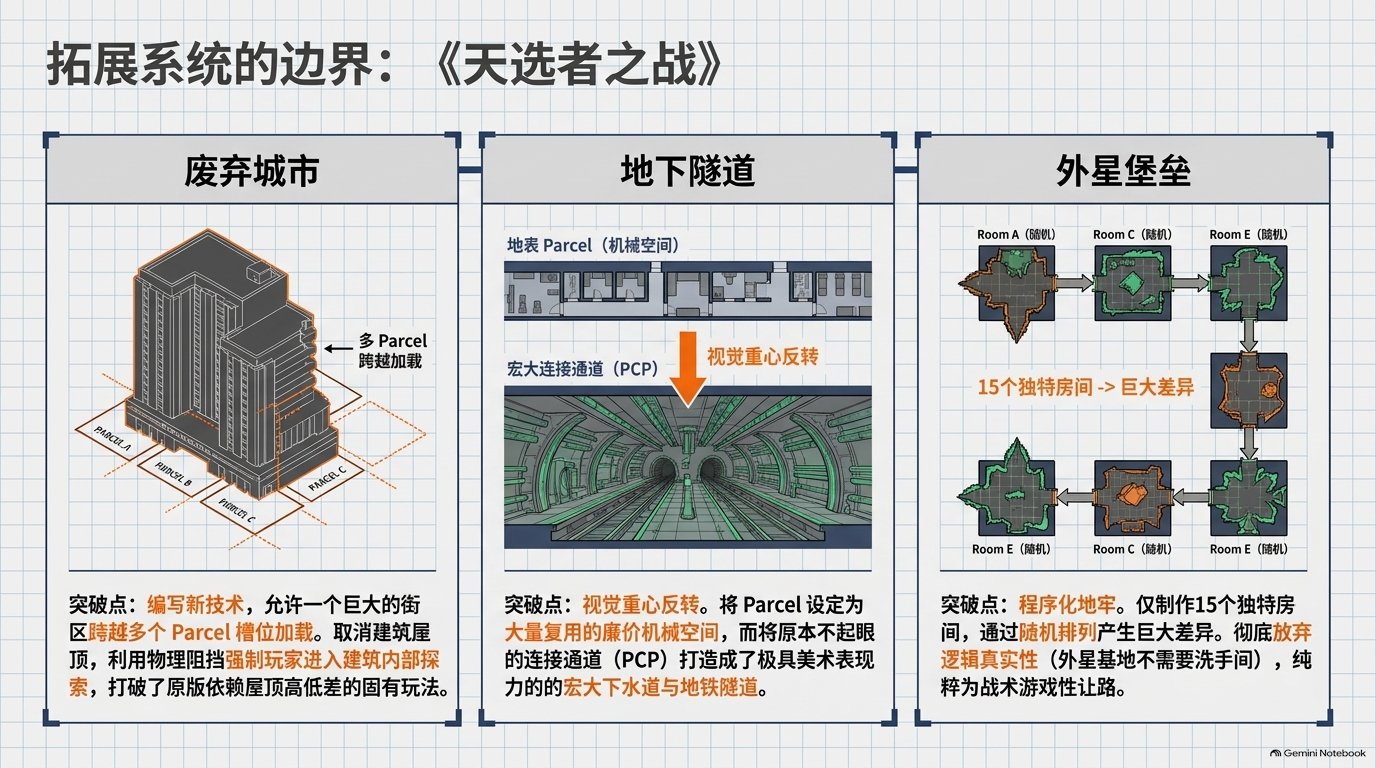 拓展系统的边界：《天选者之战》
废弃城市
多 Parcel
跨越加载
PARCEL C
突破点：编写新技术，允许一个巨大的街
区跨越多个 Parcel 槽位加载。取消建筑屋
顶，利用物理阻挡强制玩家进入建筑内部探
索，打破了原版依赖屋顶高低差的固有玩法。
地下隧道
地表 Parcel（机械空间）
视觉重心反转
宏大连接通道（PCP）
突破点：视觉重心反转。将 Parcel 设定为
大量复用的廉价机械空间，而将原本不起眼
的连接通道（PCP）打造成了极具美术表现
力的的宏大下水道与地铁隧道。
外星堡垒
Room A（随机）
Room C（随机）
Room E（随机）
15个独特房间 -> 巨大差异
Room E（随机）
Room C（随机）
Room E（随机）
突破点：程序化地牢。仅制作15个独特房
间，通过随机排列产生巨大差异。彻底放弃
逻辑真实性（外星基地不需要洗手间），纯
粹为战术游戏性让路。
Gemini Notebook